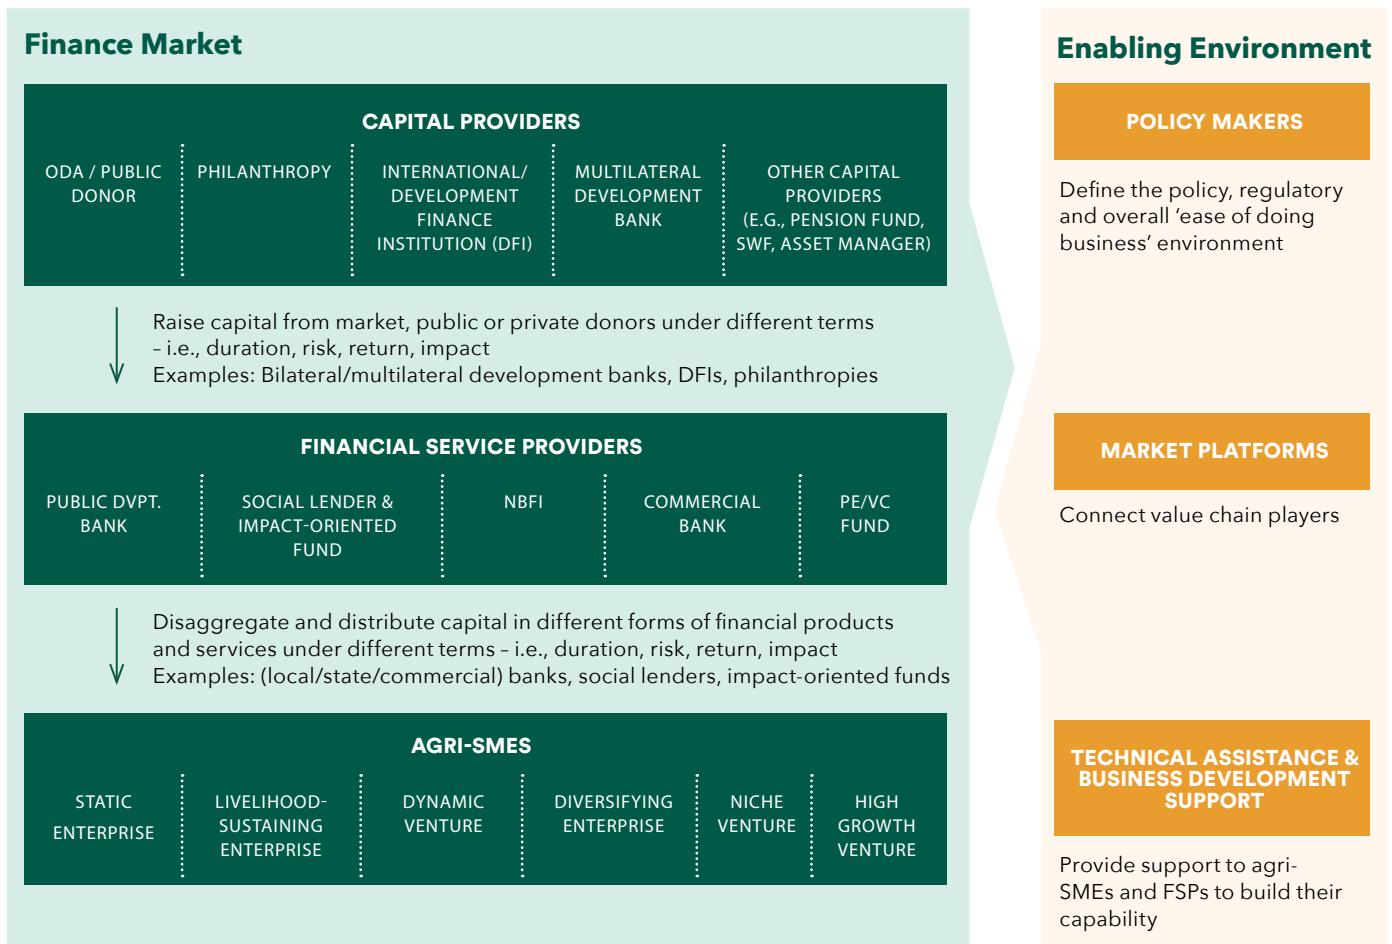 Finance Market
CAPITAL PROVIDERS
ODA / PUBLIC
DONOR
PHILANTHROPY
INTERNATIONAL/
DEVELOPMENT
FINANCE
INSTITUTION (DFI)
MULTILATERAL
DEVELOPMENT
BANK
OTHER CAPITAL
PROVIDERS
(E.G., PENSION FUND,
SWF, ASSET MANAGER)
Raise capital from market, public or private donors under different terms
– i.e., duration, risk, return, impact
Examples: Bilateral/multilateral development banks, DFIs, philanthropies
FINANCIAL SERVICE PROVIDERS
PUBLIC DVPT.
BANK
SOCIAL LENDER &
IMPACT-ORIENTED
FUND
NBFI
COMMERCIAL
BANK
PE/VC
FUND
Disaggregate and distribute capital in different forms of financial products
and services under different terms – i.e., duration, risk, return, impact
Examples: (local/state/commercial) banks, social lenders, impact-oriented funds
AGRI-SMES
STATIC
ENTERPRISE
LIVELIHOOD-
SUSTAINING
ENTERPRISE
DYNAMIC
VENTURE
DIVERSIFYING
ENTERPRISE
NICHE
VENTURE
HIGH
GROWTH
VENTURE
Enabling Environment
POLICY MAKERS
Define the policy, regulatory
and overall ‘ease of doing
business’ environment
MARKET PLATFORMS
Connect value chain players
TECHNICAL ASSISTANCE &
BUSINESS DEVELOPMENT
SUPPORT
Provide support to agri-
SMEs and FSPs to build their
capability